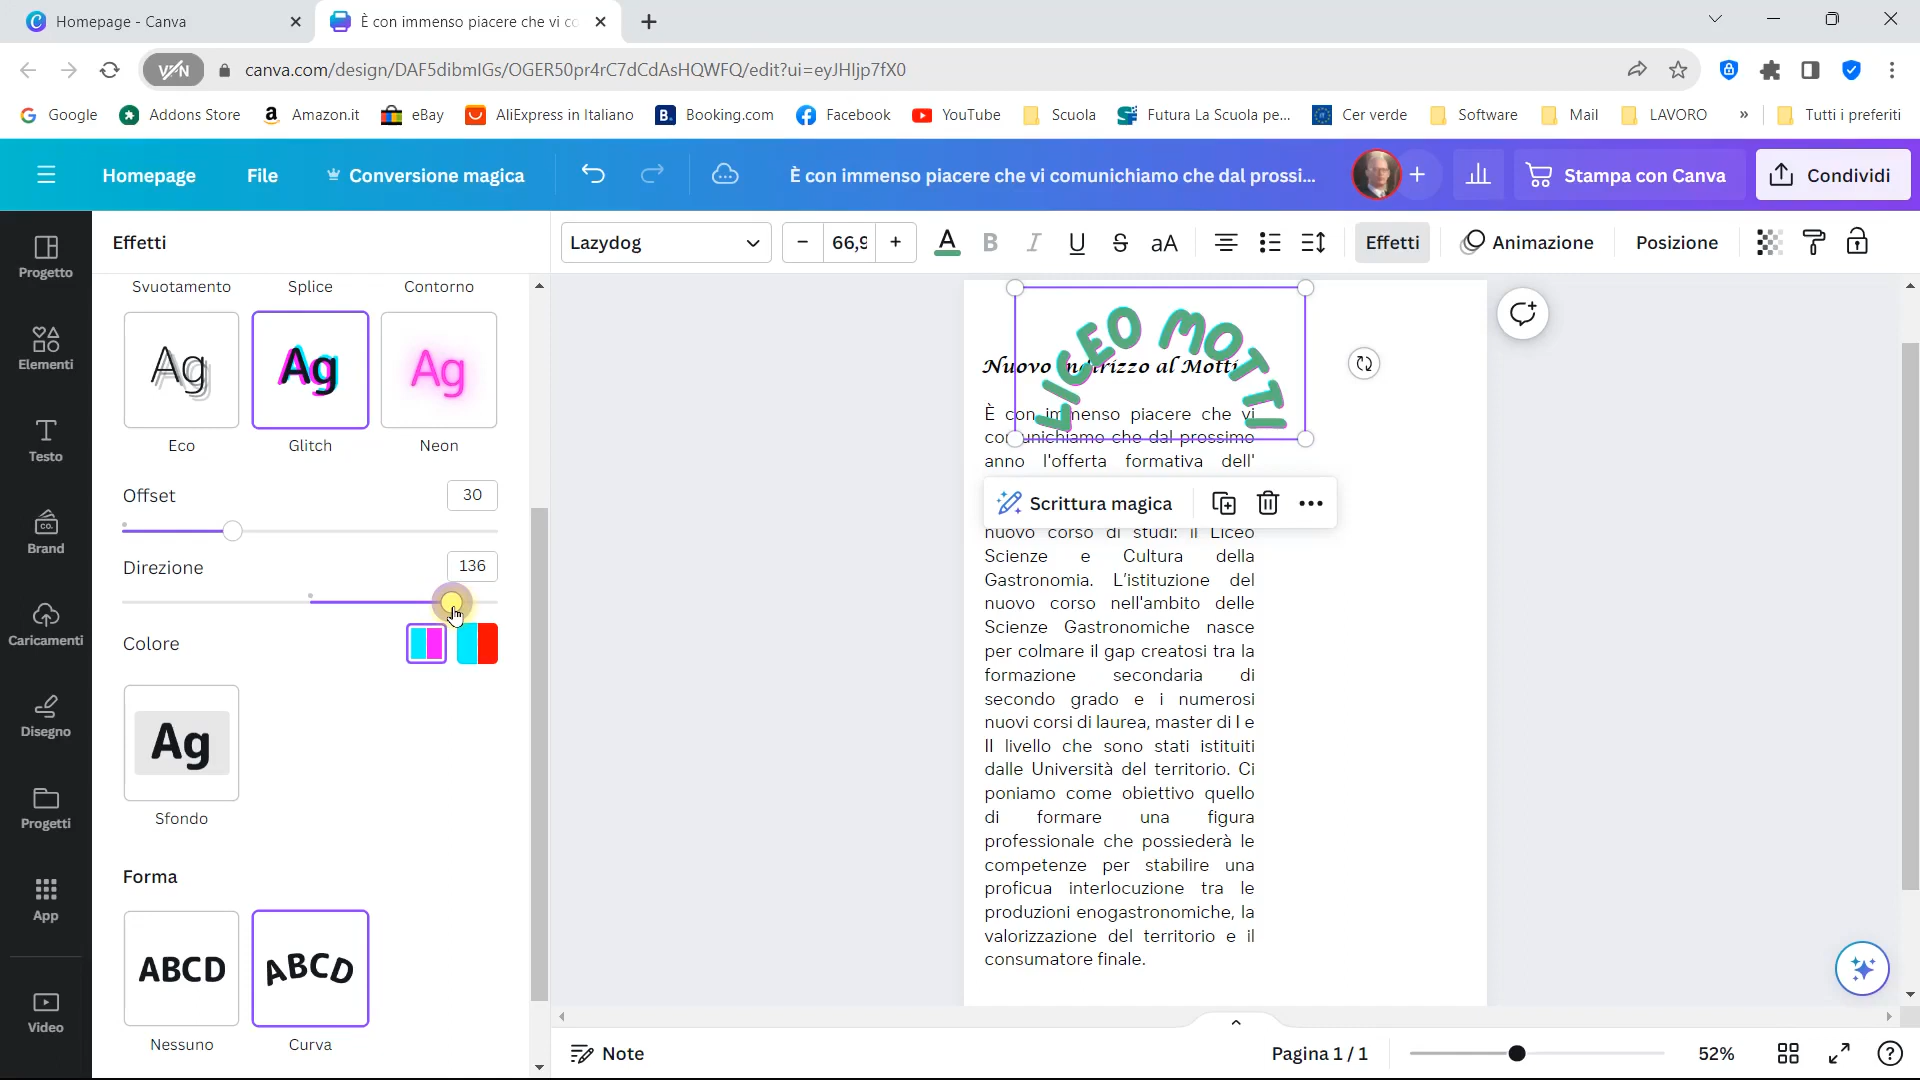 Homepage - Canva
È con immenso piacere che vi co
VPN
canva.com/design/DAF5dibmIGs/OGER50pr4rC7dCdAsHQWFQ/edit?ui=eyJHIjp7fX0
Google
Addons Store
Amazon.it
eBay
AliExpress in Italiano
Booking.com
Facebook
YouTube
Scuola
Futura La Scuola pe...
Cer verde
Software
Mail
LAVORO
»
Tutti i preferiti
Homepage
File
Conversione magica
È con immenso piacere che vi comunichiamo che dal prossi...
Stampa con Canva
Condividi
Progetto
Elementi
Testo
Brand
Caricamenti
Disegno
Progetti
App
Video
Effetti
Svuotamento
Splice
Contorno
Ag
Ag
Ag
Eco
Glitch
Neon
Offset
30
Direzione
136
Colore
Ag
Sfondo
Forma
ABCD
ABCD
Nessuno
Curva
Lazydog
66,9
A
B
I
U
S
aA
Effetti
Animazione
Posizione
LICEO MOTTI
Nuovo indirizzo al Motti
È con immenso piacere che vi
comunichiamo che dal prossimo
anno l'offerta formativa dell'
Scrittura magica
nuovo corso di studi: il Liceo
Scienze e Cultura della
Gastronomia. L'istituzione del
nuovo corso nell'ambito delle
Scienze Gastronomiche nasce
per colmare il gap creatosi tra la
formazione secondaria di
secondo grado e i numerosi
nuovi corsi di laurea, master di I e
II livello che sono stati istituiti
dalle Università del territorio. Ci
poniamo come obiettivo quello
di formare una figura
professionale che possiederà le
competenze per stabilire una
proficua interlocuzione tra le
produzioni enogastronomiche, la
valorizzazione del territorio e il
consumatore finale.
Note
Pagina 1 / 1
52%